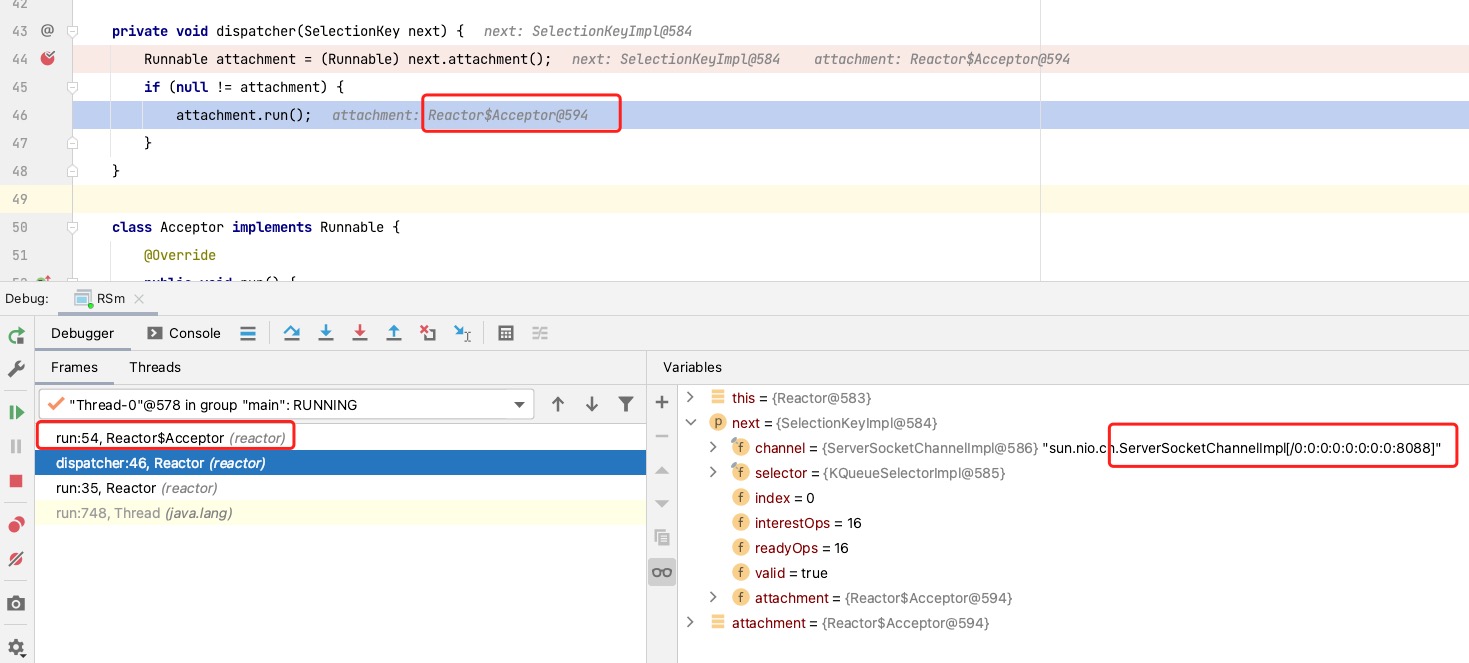 42
43 @ private void dispatcher(SelectionKey next) { next: SelectionKeyImpl@584
44 Runnable attachment = (Runnable) next.attachment(); next: SelectionKeyImpl@584 attachment: Reactor$Acceptor@594
45 if (null != attachment) {
46 attachment.run(); attachment: Reactor$Acceptor@594
47 }
48 }
49
50 class Acceptor implements Runnable {
51 @Override
public void run() {
Debug: RSm
Debugger Console
Frames Threads
"Thread-0"@578 in group "main": RUNNING
run:54, Reactor$Acceptor (reactor)
dispatcher:46, Reactor (reactor)
run:35, Reactor (reactor)
run:748, Thread (java.lang)
Variables
this = {Reactor@583}
p next = {SelectionKeyImpl@584}
f channel = {ServerSocketChannelImpl@586} "sun.nio.ch.ServerSocketChannelImpl[/0:0:0:0:0:0:0:0:8088]"
f selector = {KQueueSelectorImpl@585}
f index = 0
f interestOps = 16
f readyOps = 16
f valid = true
f attachment = {Reactor$Acceptor@594}
attachment = {Reactor$Acceptor@594}